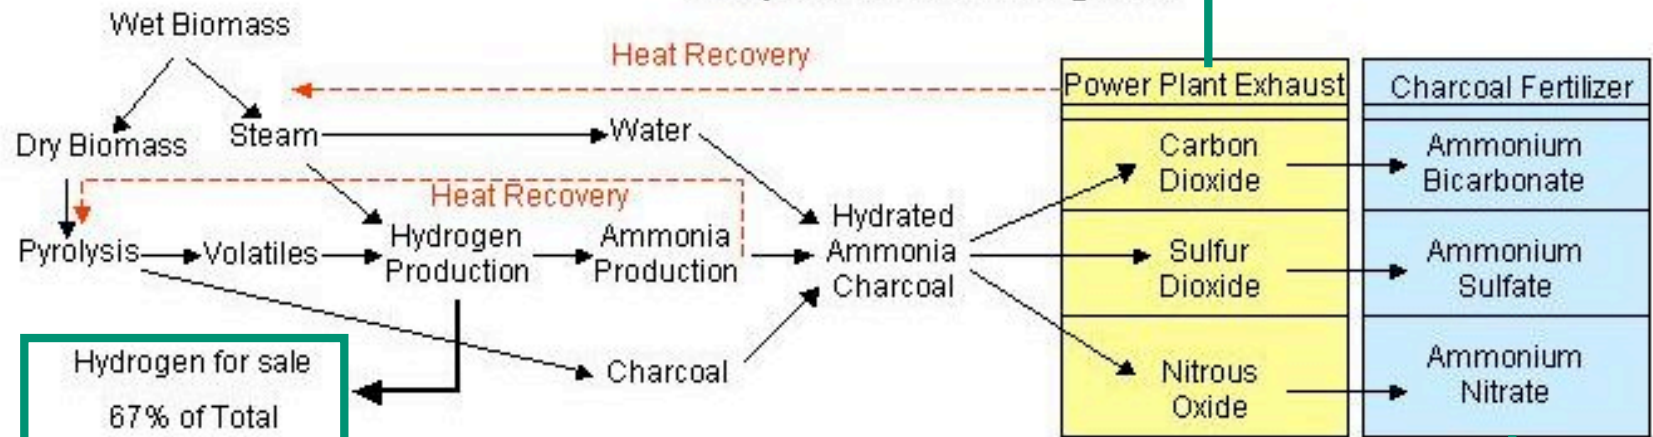 Wet Biomass
Heat Recovery
Power Plant Exhaust
Charcoal Fertilizer
Dry Biomass
Steam
Water
Carbon
Dioxide
Ammonium
Bicarbonate
Heat Recovery
Pyrolysis
Volatiles
Hydrogen
Production
Ammonia
Production
Hydrated
Ammonia
Charcoal
Sulfur
Dioxide
Ammonium
Sulfate
Hydrogen for sale
67% of Total
Charcoal
Nitrous
Oxide
Ammonium
Nitrate